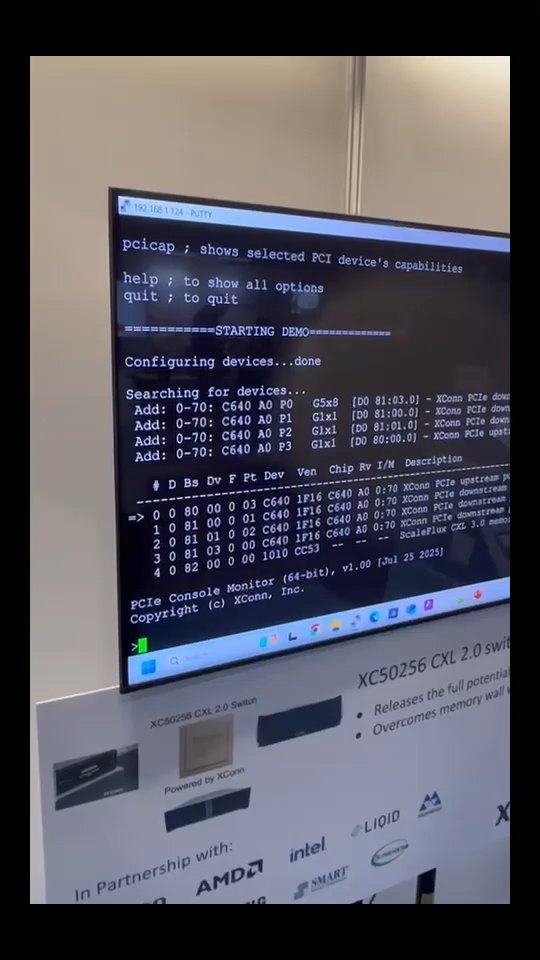 192.168.1.124 - PuTTY
pcicap ; shows selected PCI device's capabilities
help ; to show all options
quit ; to quit
===========STARTING DEMO============
Configuring devices...done
Searching for devices...
Add: 0-70: C640 A0 P0 G5x8 [D0 81:03.0] - XConn PCIe down
Add: 0-70: C640 A0 P1 G1x1 [D0 81:00.0] - XConn PCIe down
Add: 0-70: C640 A0 P2 G1x1 [D0 81:01.0] - XConn PCIe down
Add: 0-70: C640 A0 P3 G1x1 [D0 80:00.0] - XConn PCIe upst
# D Bs Dv F Pt Dev Ven Chip Rv I/M Description
=> 0 0 80 00 0 03 C640 1F16 C640 A0 0:70 XConn PCIe upstream po
1 0 81 00 0 01 C640 1F16 C640 A0 0:70 XConn PCIe downstream
2 0 81 01 0 02 C640 1F16 C640 A0 0:70 XConn PCIe downstream
3 0 81 03 0 00 C640 1F16 C640 A0 0:70 XConn PCIe downstream
4 0 82 00 0 00 1010 CC53 -- -- -- ScaleFlux CXL 3.0 memo
PCIe Console Monitor (64-bit), v1.00 [Jul 25 2025]
Copyright (c) XConn, Inc.
>
Search
XC50256 CXL 2.0 swit
Releases the full potential
Overcomes memory wall
XC50256 CXL 2.0 Switch
Powered by XConn
In Partnership with:
AMD
intel
LIQID
SMART
X